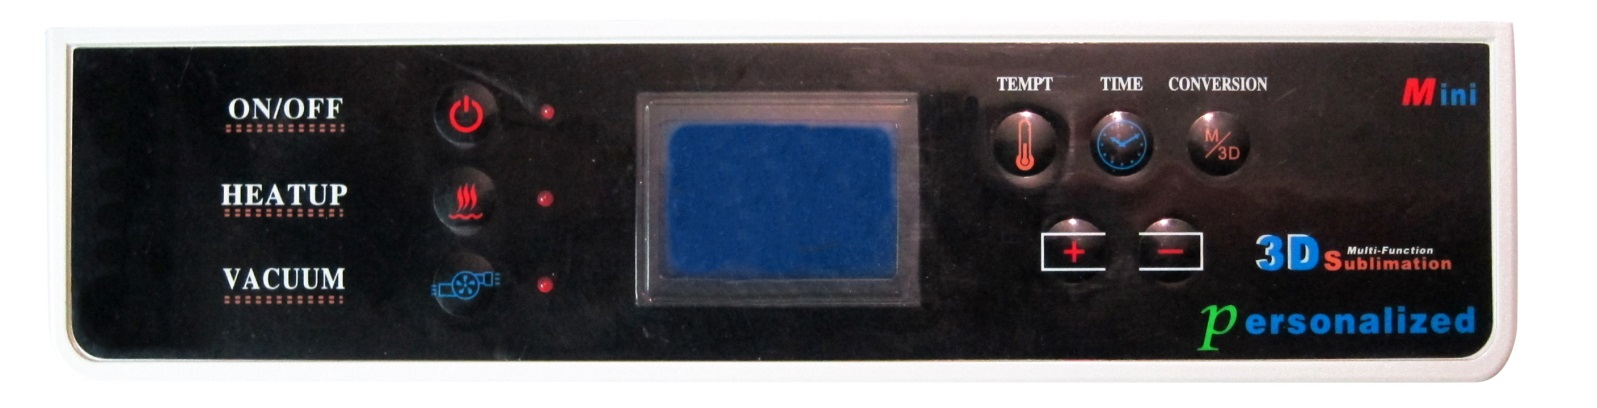 ON/OFF
HEATUP
VACUUM
TEMPT TIME CONVERSION
M/3D
+ −
Mini
3D Multi-Function
Sublimation
Personalized